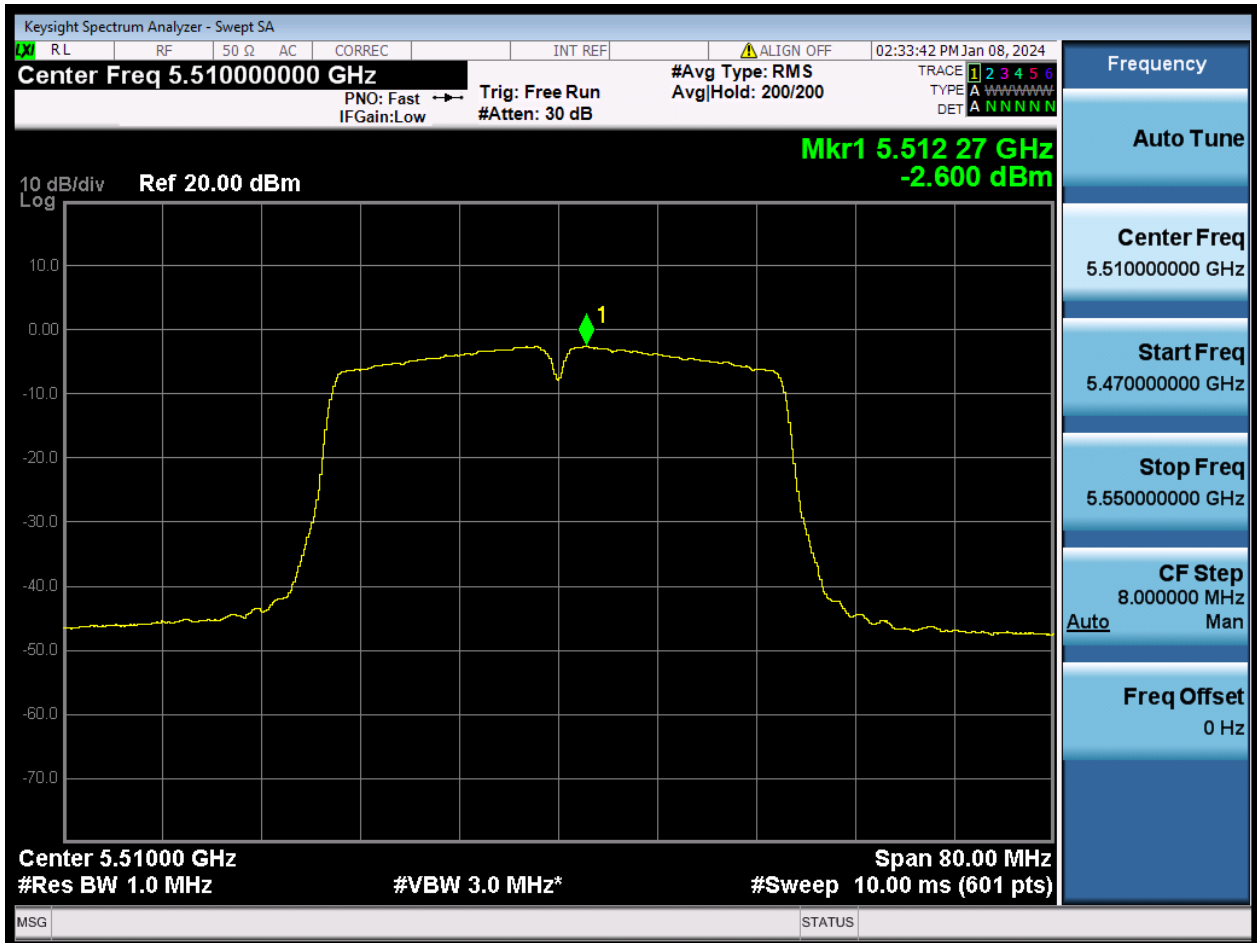 Keysight Spectrum Analyzer - Swept SA
LXI RL RF 50 Ω AC CORREC INT REF ALIGN OFF 02:33:42 PM Jan 08, 2024
Center Freq 5.510000000 GHz
PNO: Fast
IFGain:Low
Trig: Free Run
#Atten: 30 dB
#Avg Type: RMS
Avg|Hold: 200/200
TRACE 1 2 3 4 5 6
TYPE A WWWWW
DET A N N N N N
Frequency
Auto Tune
Center Freq
5.510000000 GHz
Start Freq
5.470000000 GHz
Stop Freq
5.550000000 GHz
CF Step
8.000000 MHz
Auto Man
Freq Offset
0 Hz
Mkr1 5.512 27 GHz
-2.600 dBm
10 dB/div Ref 20.00 dBm
Log
10.0
0.00
-10.0
-20.0
-30.0
-40.0
-50.0
-60.0
-70.0
1
Center 5.51000 GHz Span 80.00 MHz
#Res BW 1.0 MHz #VBW 3.0 MHz* #Sweep 10.00 ms (601 pts)
MSG STATUS